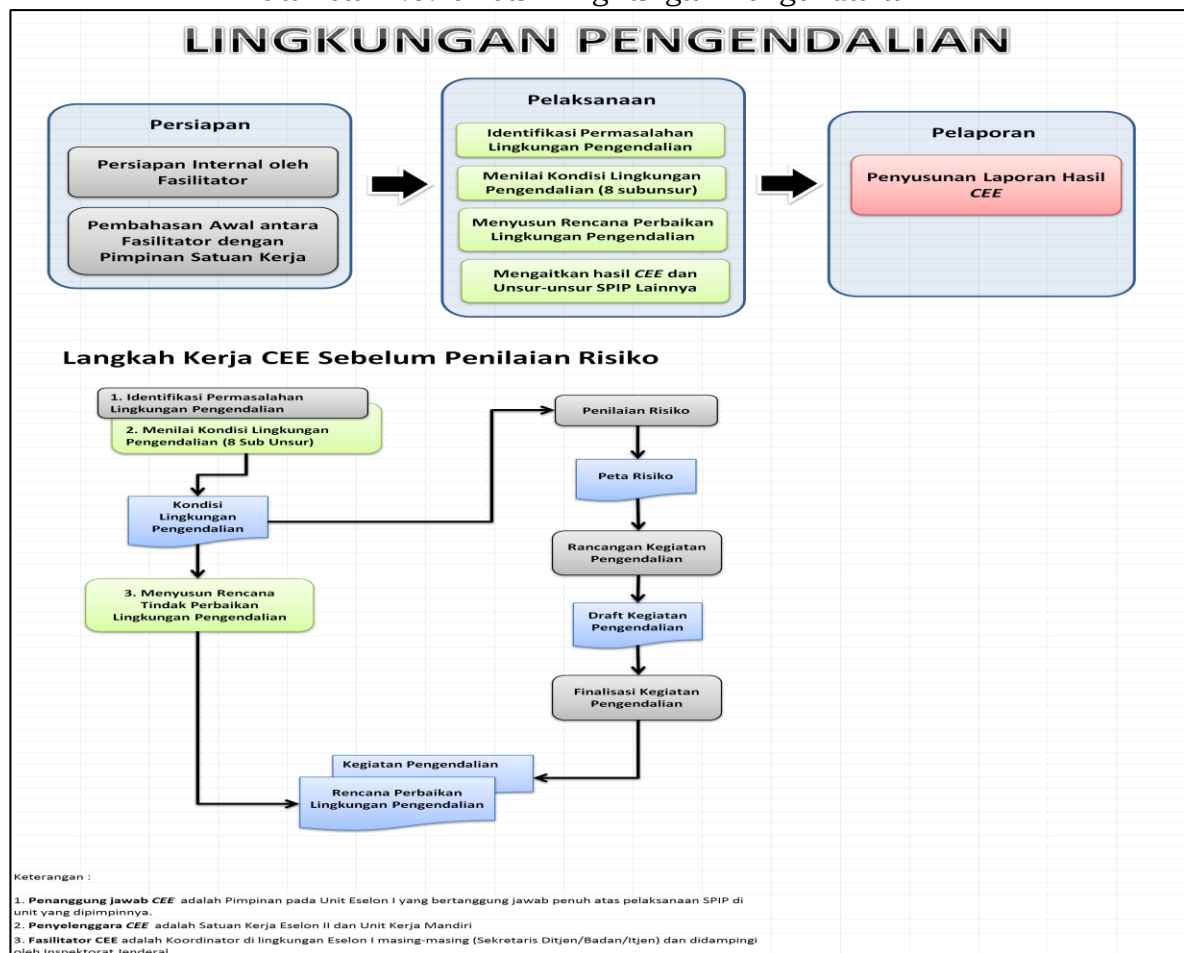 LINGKUNGAN PENGENDALIAN
Persiapan
Persiapan Internal oleh
Fasilitator
Pembahasan Awal antara
Fasilitator dengan
Pimpinan Satuan Kerja
Pelaksanaan
Identifikasi Permasalahan
Lingkungan Pengendalian
Menilai Kondisi Lingkungan
Pengendalian (8 subunsur)
Menyusun Rencana Perbaikan
Lingkungan Pengendalian
Mengaitkan hasil CEE dan
Unsur-unsur SPIP Lainnya
Pelaporan
Penyusunan Laporan Hasil
CEE
Langkah Kerja CEE Sebelum Penilaian Risiko
1. Identifikasi Permasalahan
Lingkungan Pengendalian
2. Menilai Kondisi Lingkungan
Pengendalian (8 Sub Unsur)
Kondisi
Lingkungan
Pengendalian
3. Menyusun Rencana
Tindak Perbaikan
Lingkungan Pengendalian
Penilaian Risiko
Peta Risiko
Rancangan Kegiatan
Pengendalian
Draft Kegiatan
Pengendalian
Finalisasi Kegiatan
Pengendalian
Kegiatan Pengendalian
Rencana Perbaikan
Lingkungan Pengendalian
Keterangan :
1. Penanggung jawab CEE adalah Pimpinan pada Unit Eselon I yang bertanggung jawab penuh atas pelaksanaan SPIP di
unit yang dipimpinnya.
2. Penyelenggara CEE adalah Satuan Kerja Eselon II dan Unit Kerja Mandiri
3. Fasilitator CEE adalah Koordinator di lingkungan Eselon I masing-masing (Sekretaris Ditjen/Badan/Itjen) dan didampingi
oleh Inspektorat Jenderal